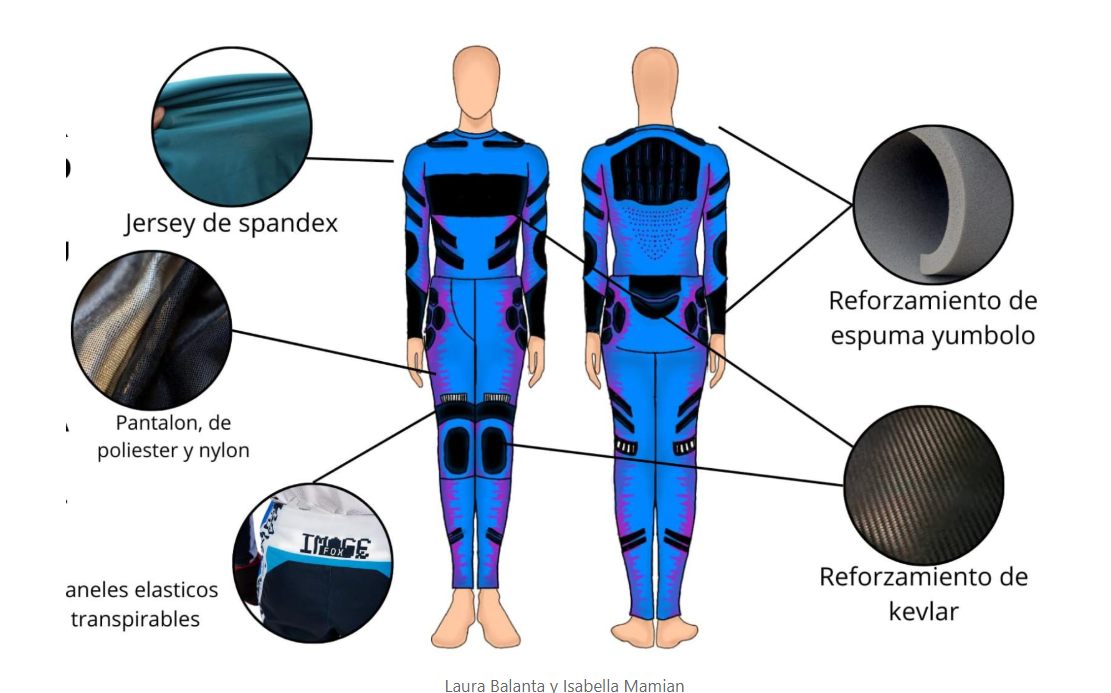 Jersey de spandex
Reforzamiento de
espuma yumbolo
Pantalon, de
poliester y nylon
IMAGE
FOX
aneles elasticos
transpirables
Reforzamiento de
kevlar
Laura Balanta y Isabella Mamian